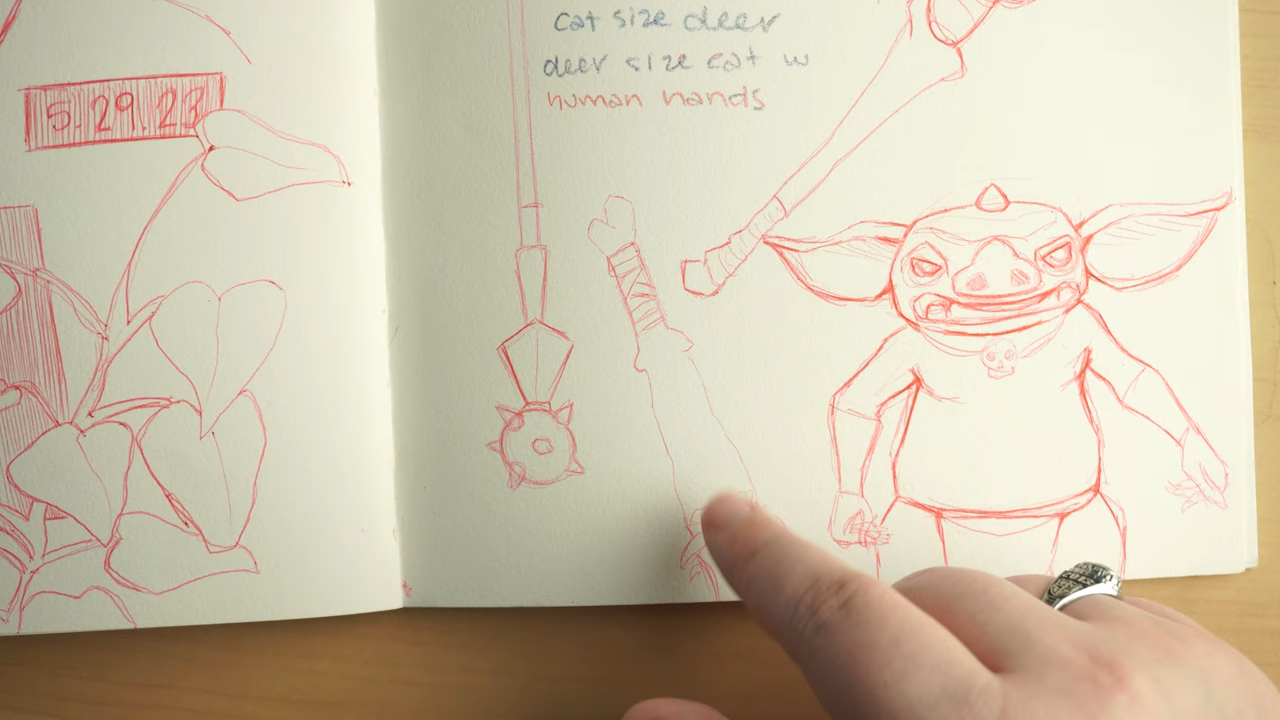 5.29.23
cat size deer
deer size cat w
human hands